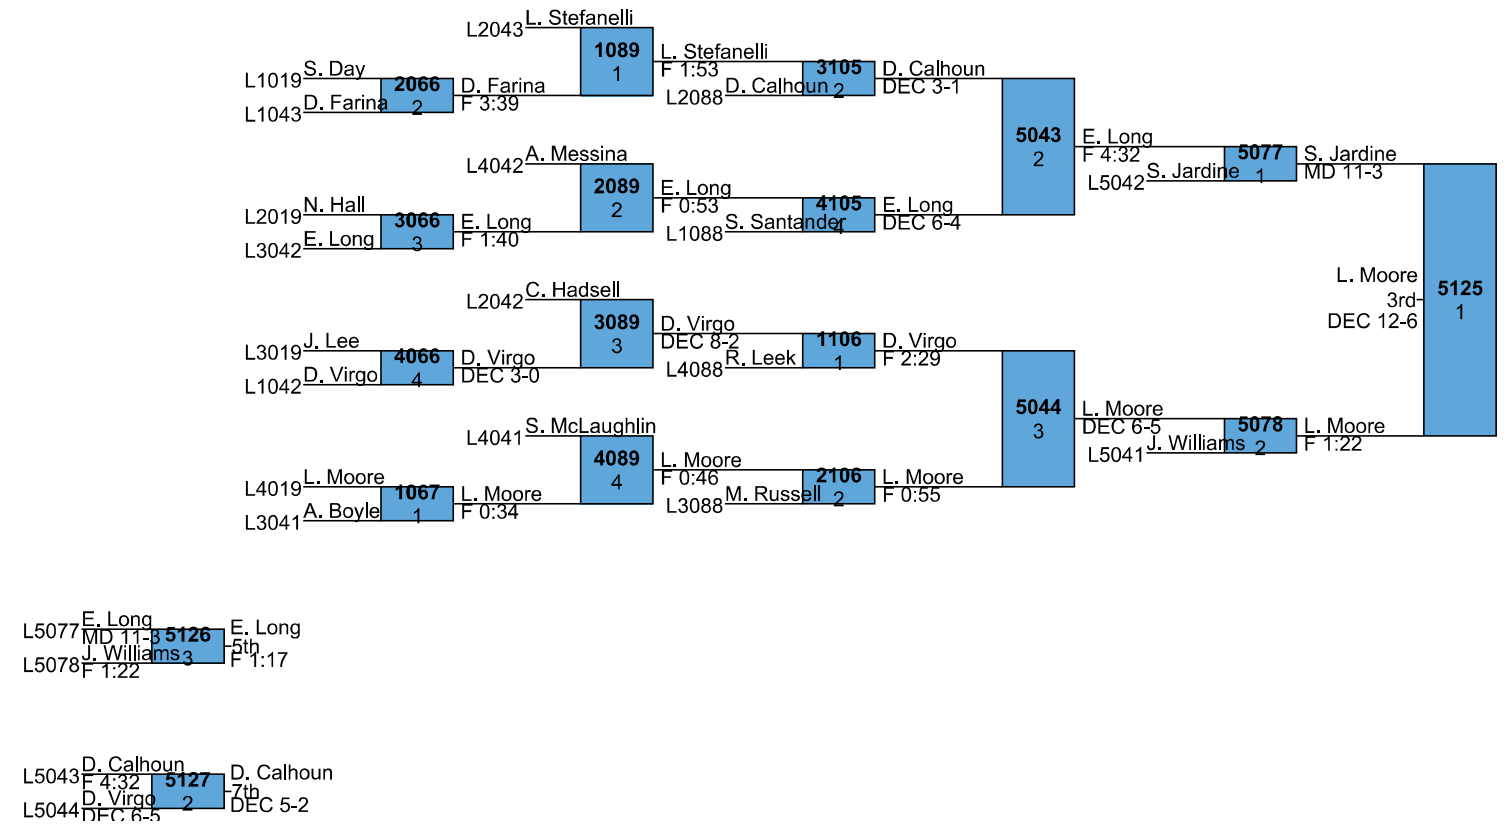 L2043 L. Stefanelli
1089
1
L. Stefanelli
F 1:53
L1019 S. Day
L1043 D. Farina
2066
2
D. Farina
F 3:39
L2088 D. Calhoun
3105
2
D. Calhoun
DEC 3-1
5043
2
L4042 A. Messina
2089
2
E. Long
F 0:53
L2019 N. Hall
L3042 E. Long
3066
3
E. Long
F 1:40
L1088 S. Santander
4105
4
E. Long
DEC 6-4
E. Long
F 4:32
L5042 S. Jardine
5077
1
S. Jardine
MD 11-3
L2042 C. Hadsell
3089
3
D. Virgo
DEC 8-2
L3019 J. Lee
L1042 D. Virgo
4066
4
D. Virgo
DEC 3-0
L4088 R. Leek
1106
1
D. Virgo
F 2:29
5044
3
L4041 S. McLaughlin
4089
4
L. Moore
F 0:46
L4019 L. Moore
L3041 A. Boyle
1067
1
L. Moore
F 0:34
L3088 M. Russell
2106
2
L. Moore
F 0:55
L. Moore
DEC 6-5
L5041 J. Williams
5078
2
L. Moore
F 1:22
L. Moore
3rd
DEC 12-6
5125
1
L5077 E. Long
MD 11-3
L5078 J. Williams
F 1:22
5126
3
E. Long
5th
F 1:17
L5043 D. Calhoun
F 4:32
L5044 D. Virgo
DEC 6-5
5127
2
D. Calhoun
7th
DEC 5-2